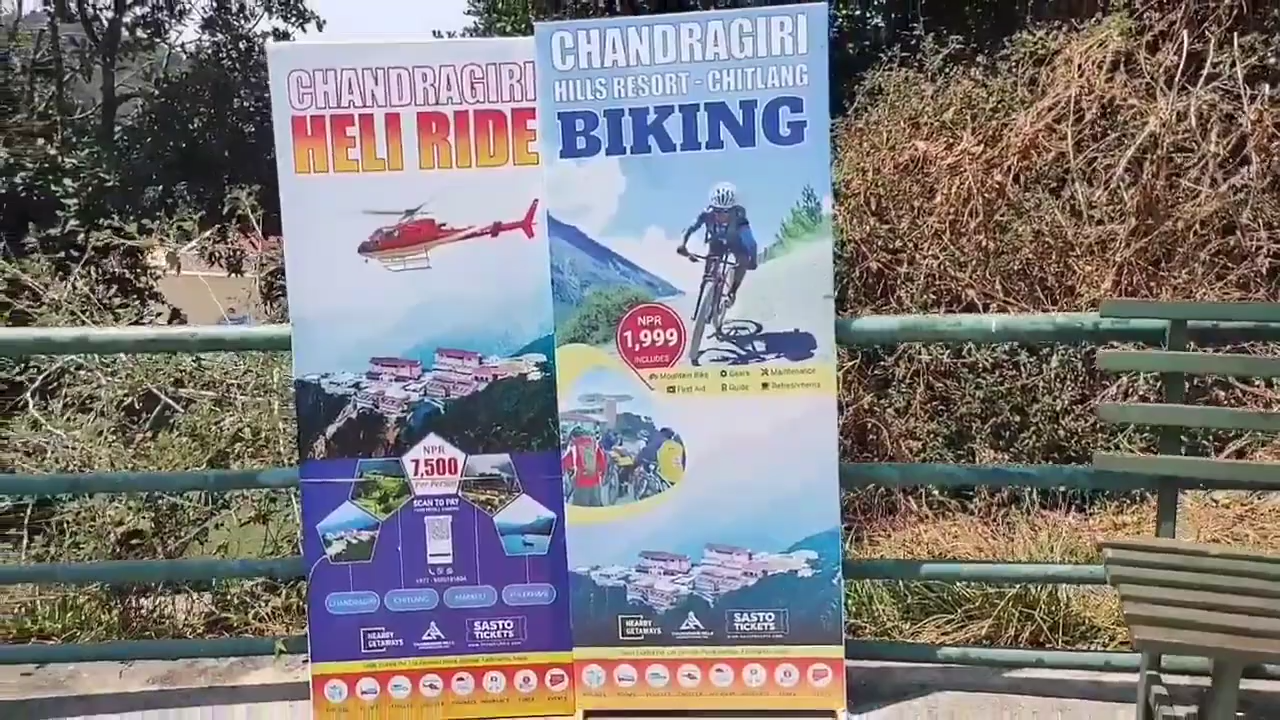 CHANDRAGIRI
HELI RIDE
NPR
7,500
Per Person
SCAN TO PAY
CHANDRAGIRI
CHITLANG
NEARBY
GETAWAYS
SASTO
TICKETS
CHANDRAGIRI
HILLS RESORT - CHITLANG
BIKING
NPR
1,999
INCLUDES
Mountain Bike Gears Maintenance
First Aid Guide Refreshments
NEARBY
GETAWAYS
SASTO
TICKETS